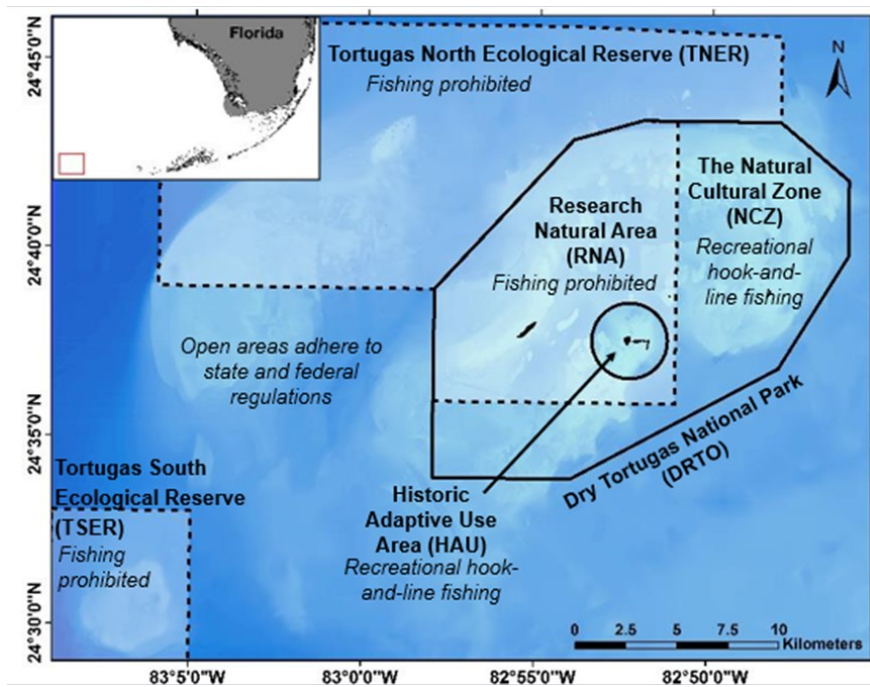 Florida
Tortugas North Ecological Reserve (TNER)
Fishing prohibited
N
The Natural
Cultural Zone
(NCZ)
Recreational
hook-and-
line fishing
Research
Natural Area
(RNA)
Fishing prohibited
Open areas adhere to
state and federal
regulations
Dry Tortugas National Park
(DRTO)
Historic
Adaptive Use
Area (HAU)
Recreational hook-
and-line fishing
Tortugas South
Ecological Reserve
(TSER)
Fishing
prohibited
0 2.5 5 7.5 10
Kilometers
24°45'0"N
24°40'0"N
24°35'0"N
24°30'0"N
83°5'0"W 83°0'0"W 82°55'0"W 82°50'0"W